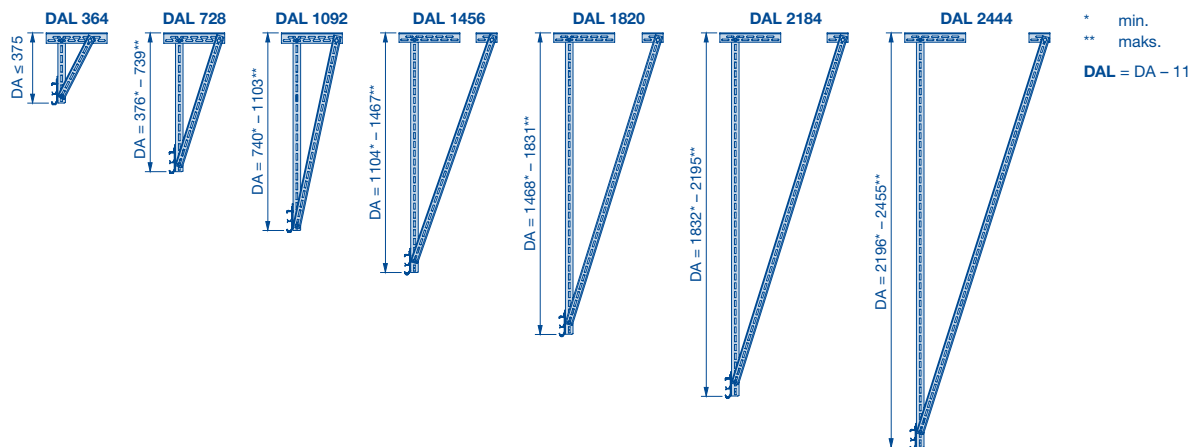 DAL 364
DAL 728
DAL 1092
DAL 1456
DAL 1820
DAL 2184
DAL 2444
* min.
** maks.
DAL = DA – 11
DA ≤ 375
DA = 376* – 739**
DA = 740* – 1103**
DA = 1104* – 1467**
DA = 1468* – 1831**
DA = 1832* – 2195**
DA = 2196* – 2455**